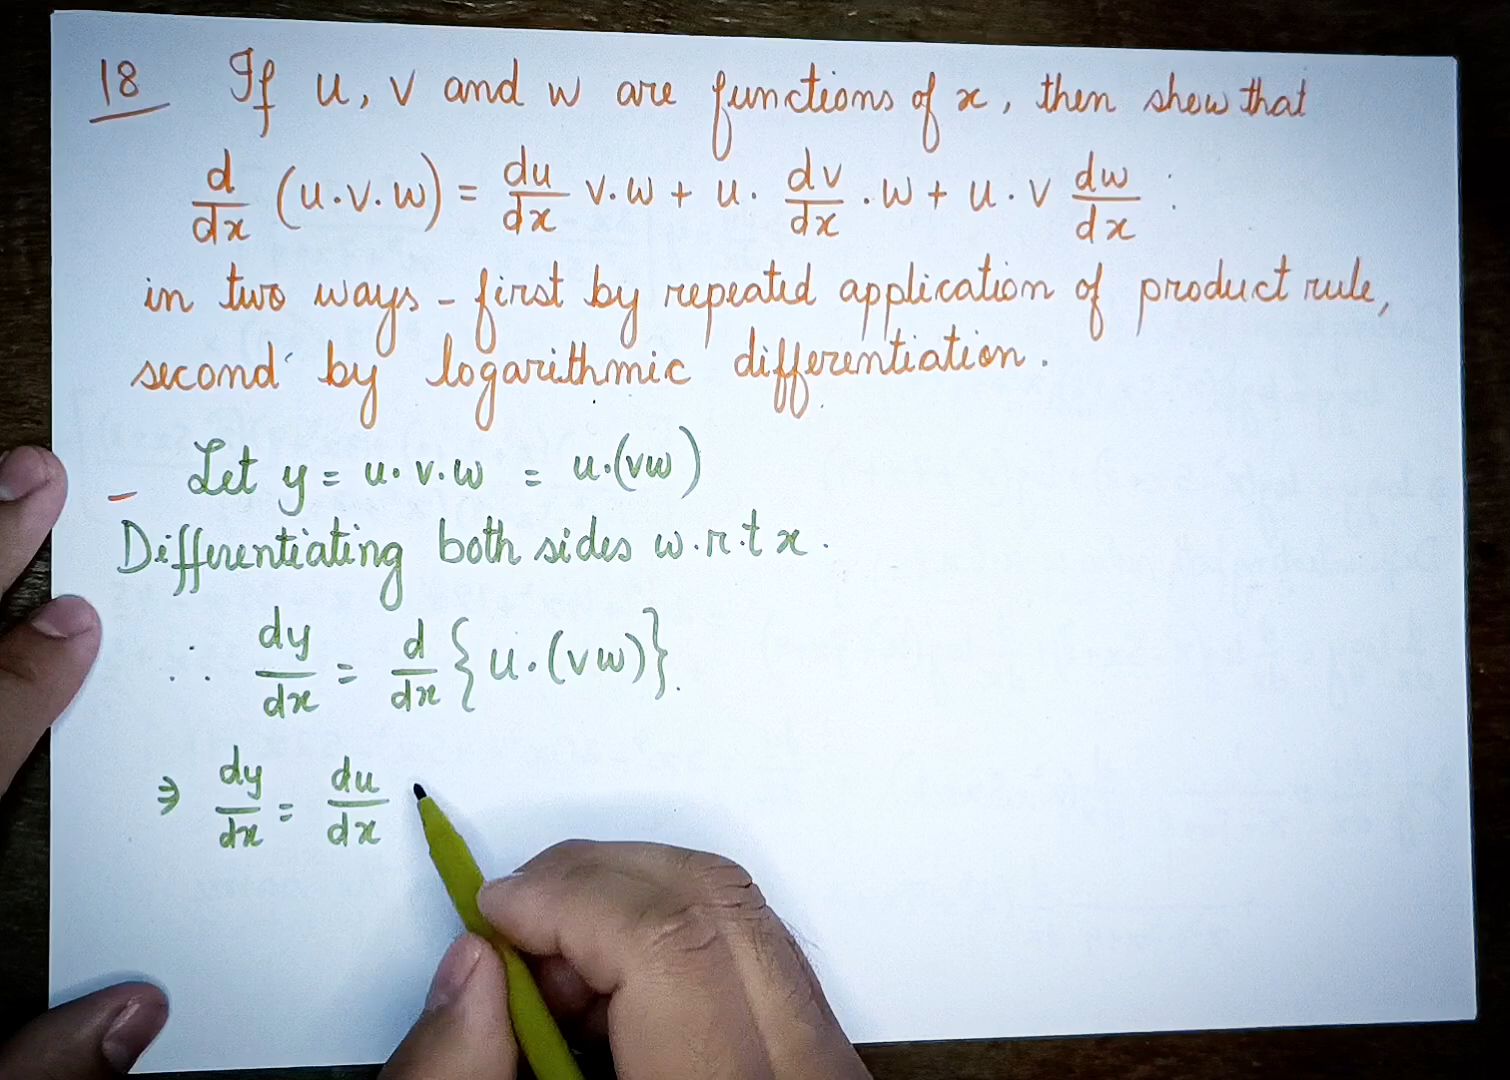 18 If u, v and w are functions of x, then show that
d/dx (u.v.w) = du/dx v.w + u. dv/dx .w + u.v dw/dx :
in two ways - first by repeated application of product rule,
second by logarithmic differentiation.
- Let y = u.v.w = u.(vw)
Differentiating both sides w.r.t x.
∴ dy/dx = d/dx {u.(vw)}.
⇒ dy/dx = du/dx